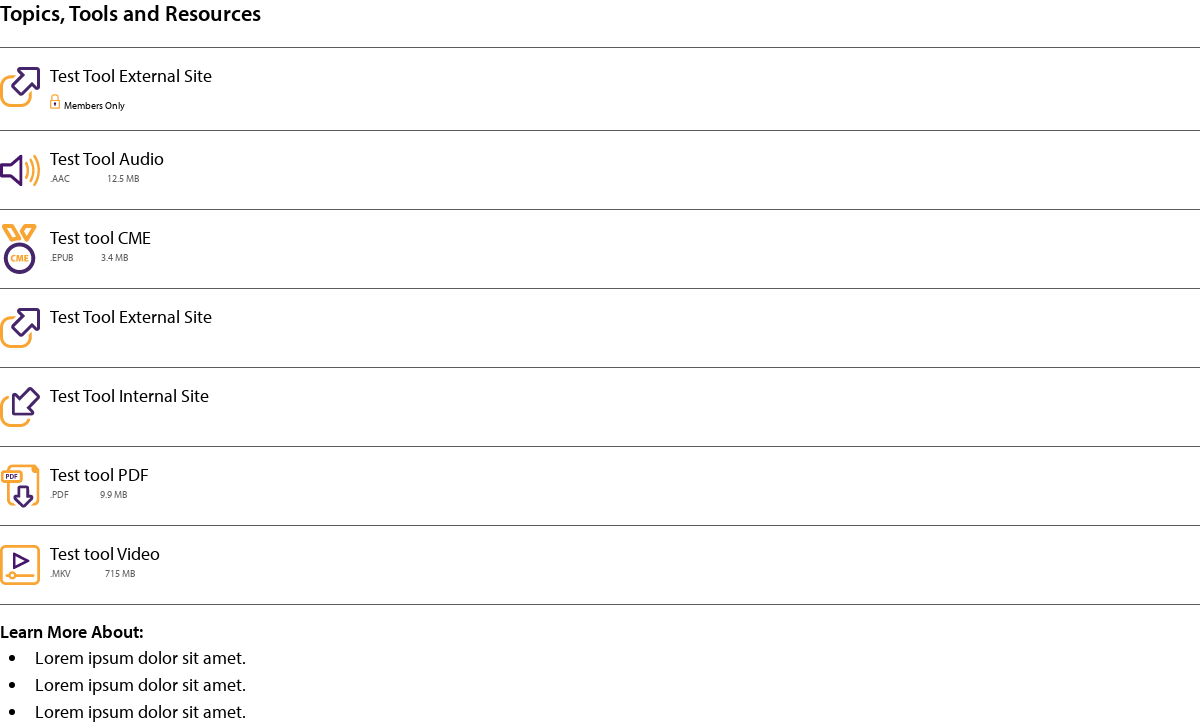 Topics, Tools and Resources
Test Tool External Site
Members Only
Test Tool Audio
.AAC 12.5 MB
Test tool CME
CME
.EPUB 3.4 MB
Test Tool External Site
Test Tool Internal Site
Test tool PDF
PDF
.PDF 9.9 MB
Test tool Video
.MKV 715 MB
Learn More About:
• Lorem ipsum dolor sit amet.
• Lorem ipsum dolor sit amet.
• Lorem ipsum dolor sit amet.